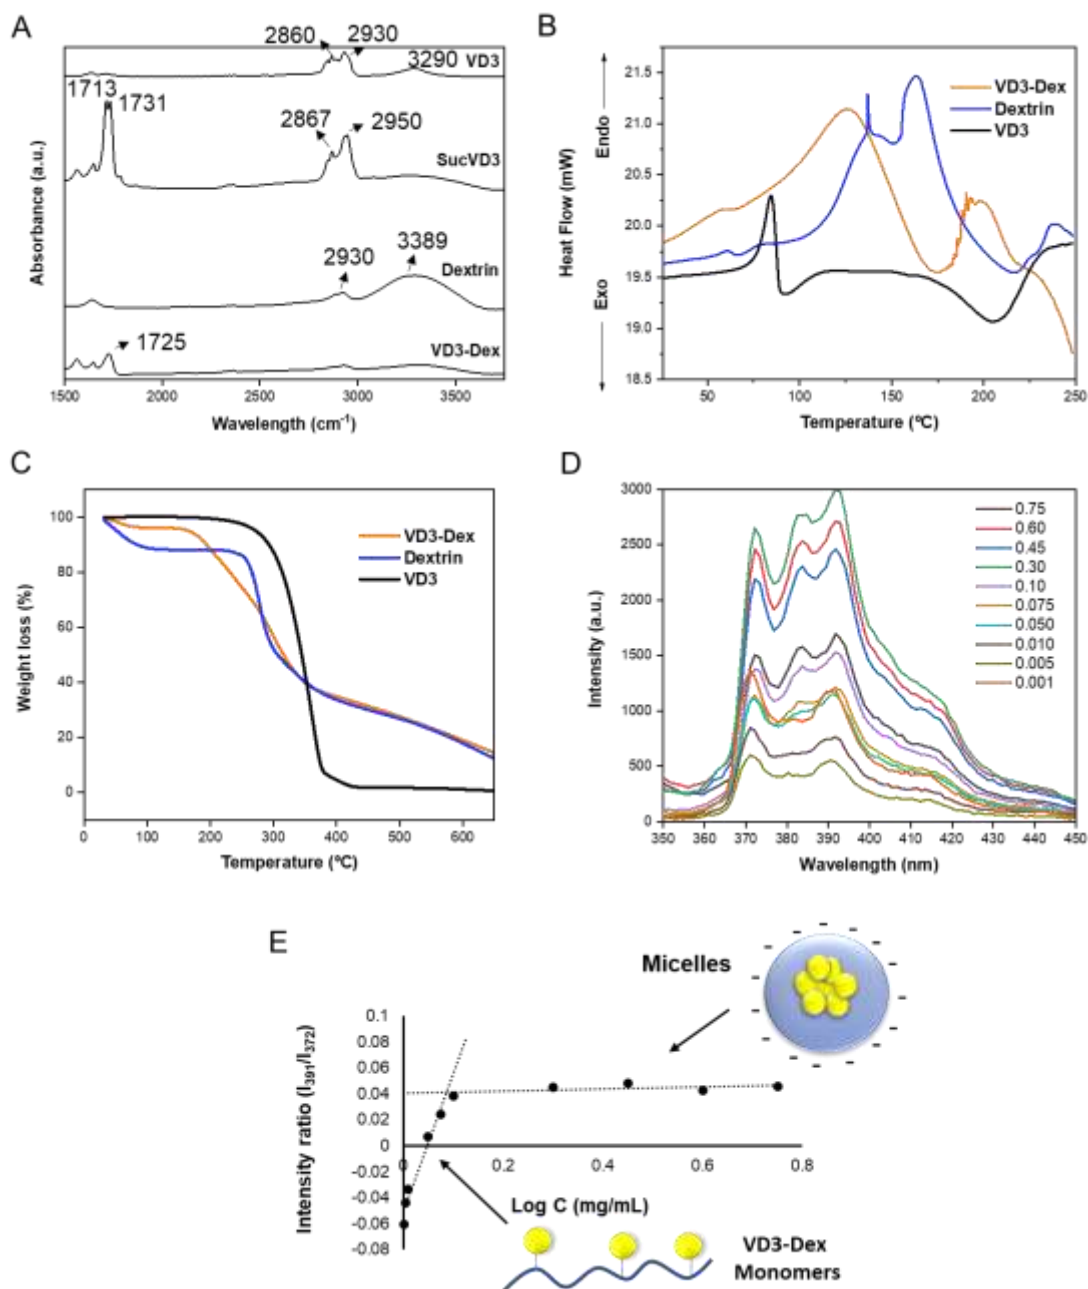 A
2860
2930
VD3
3290
1713
1731
2867
2950
SucVD3
2930
3389
Dextrin
1725
VD3-Dex
1500 2000 2500 3000 3500
Wavelength (cm⁻¹)
Absorbance (a.u.)
B
21.5
21.0
20.5
20.0
19.5
19.0
18.5
VD3-Dex
Dextrin
VD3
Endo
Exo
Heat Flow (mW)
50 100 150 200 250
Temperature (ºC)
C
100
80
60
40
20
0
VD3-Dex
Dextrin
VD3
Weight loss (%)
0 100 200 300 400 500 600
Temperature (ºC)
D
3000
2500
2000
1500
1000
500
0
0.75
0.60
0.45
0.30
0.10
0.075
0.050
0.010
0.005
0.001
Intensity (a.u.)
350 360 370 380 390 400 410 420 430 440 450
Wavelength (nm)
E
Micelles
0.1
0.08
0.06
0.04
0.02
0
-0.02
-0.04
-0.06
-0.08
Intensity ratio (I₃₉₁/I₃₇₂)
0 0.2 0.4 0.6 0.8
Log C (mg/mL)
VD3-Dex
Monomers